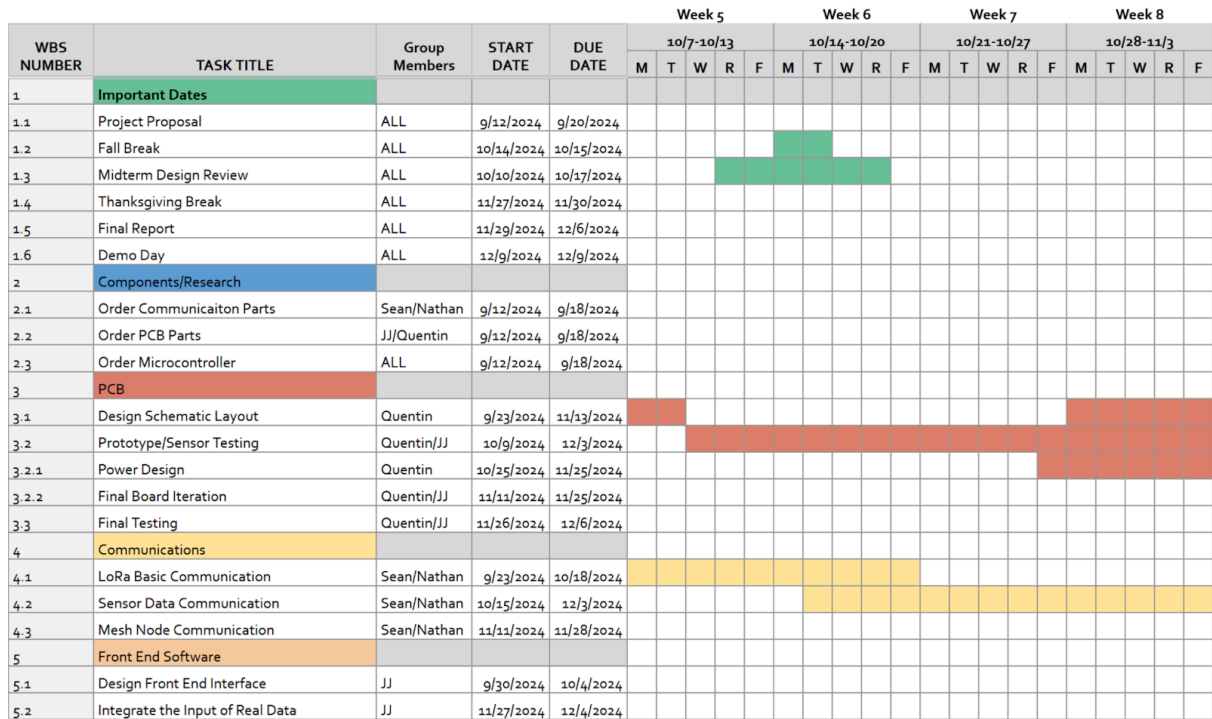 Week 5 Week 6 Week 7 Week 8
WBS NUMBER TASK TITLE Group Members START DATE DUE DATE 10/7-10/13 10/14-10/20 10/21-10/27 10/28-11/3
M T W R F M T W R F M T W R F M T W R F
1 Important Dates
1.1 Project Proposal ALL 9/12/2024 9/20/2024
1.2 Fall Break ALL 10/14/2024 10/15/2024
1.3 Midterm Design Review ALL 10/10/2024 10/17/2024
1.4 Thanksgiving Break ALL 11/27/2024 11/30/2024
1.5 Final Report ALL 11/29/2024 12/6/2024
1.6 Demo Day ALL 12/9/2024 12/9/2024
2 Components/Research
2.1 Order Communicaiton Parts Sean/Nathan 9/12/2024 9/18/2024
2.2 Order PCB Parts JJ/Quentin 9/12/2024 9/18/2024
2.3 Order Microcontroller ALL 9/12/2024 9/18/2024
3 PCB
3.1 Design Schematic Layout Quentin 9/23/2024 11/13/2024
3.2 Prototype/Sensor Testing Quentin/JJ 10/9/2024 12/3/2024
3.2.1 Power Design Quentin 10/25/2024 11/25/2024
3.2.2 Final Board Iteration Quentin/JJ 11/11/2024 11/25/2024
3.3 Final Testing Quentin/JJ 11/26/2024 12/6/2024
4 Communications
4.1 LoRa Basic Communication Sean/Nathan 9/23/2024 10/18/2024
4.2 Sensor Data Communication Sean/Nathan 10/15/2024 12/3/2024
4.3 Mesh Node Communication Sean/Nathan 11/11/2024 11/28/2024
5 Front End Software
5.1 Design Front End Interface JJ 9/30/2024 10/4/2024
5.2 Integrate the Input of Real Data JJ 11/27/2024 12/4/2024